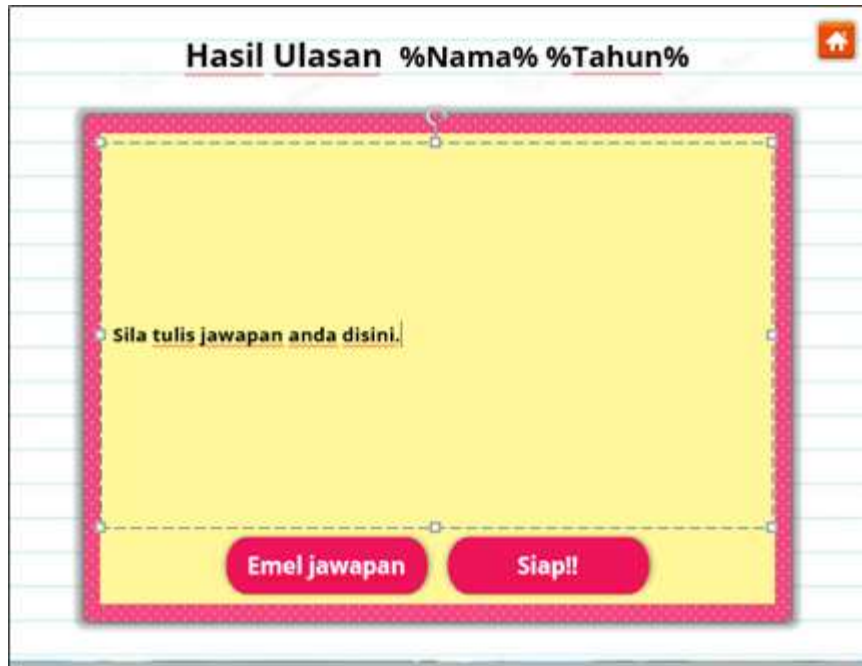 Hasil Ulasan %Nama% %Tahun%
Sila tulis jawapan anda disini.
Emel jawapan
Siap!!